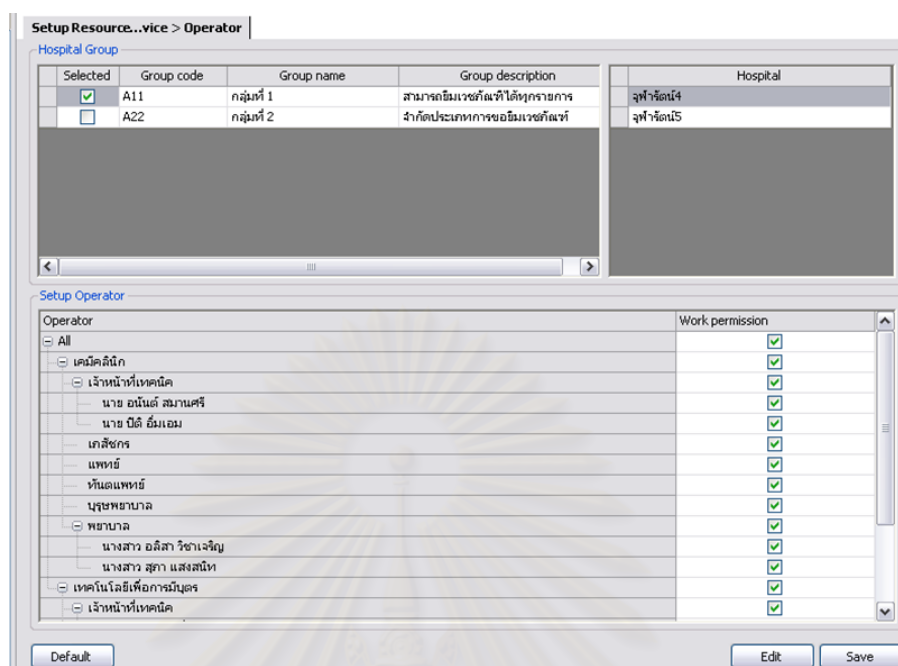 Setup Resource...vice > Operator
Hospital Group
Selected Group code Group name Group description Hospital
A11 กลุ่มที่ 1 สามารถยืมเวชภัณฑ์ได้ทุกรายการ จุฬารัตน์4
A22 กลุ่มที่ 2 จำกัดประเภทการขอยืมเวชภัณฑ์ จุฬารัตน์5
Setup Operator
Operator Work permission
All
เคมีคลินิก
เจ้าหน้าที่เทคนิค
นาย อนันต์ สมานศรี
นาย ปิติ อิ่มเอม
เภสัชกร
แพทย์
ทันตแพทย์
บุรุษพยาบาล
พยาบาล
นางสาว อลิสา วิชาเจริญ
นางสาว สุภา แสงสนิท
เทคโนโลยีเพื่อการมีบุตร
เจ้าหน้าที่เทคนิค
Default Edit Save